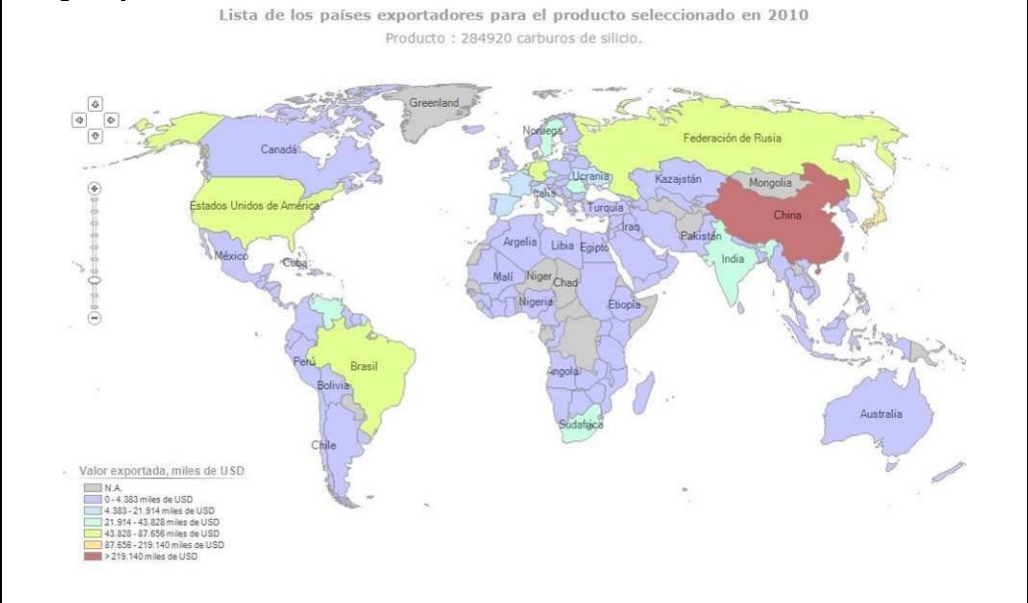 Lista de los países exportadores para el producto seleccionado en 2010
Producto : 284920 carburos de silicio.
Greenland
Noruega
Federación de Rusia
Canadá
Ucrania
Kazajstán
Mongolia
Italia
Estados Unidos de América
Turquía
China
Iraq
Pakistán
Argelia
Libia
Egipto
India
México
Cuba
Malí
Niger
Chad
Nigeria
Etiopía
Perú
Brasil
Angola
Bolivia
Australia
Sudáfrica
Chile
Valor exportada, miles de USD
N.A.
0 - 4.383 miles de USD
4.383 - 21.914 miles de USD
21.914 - 43.828 miles de USD
43.828 - 87.656 miles de USD
87.656 - 219.140 miles de USD
> 219.140 miles de USD